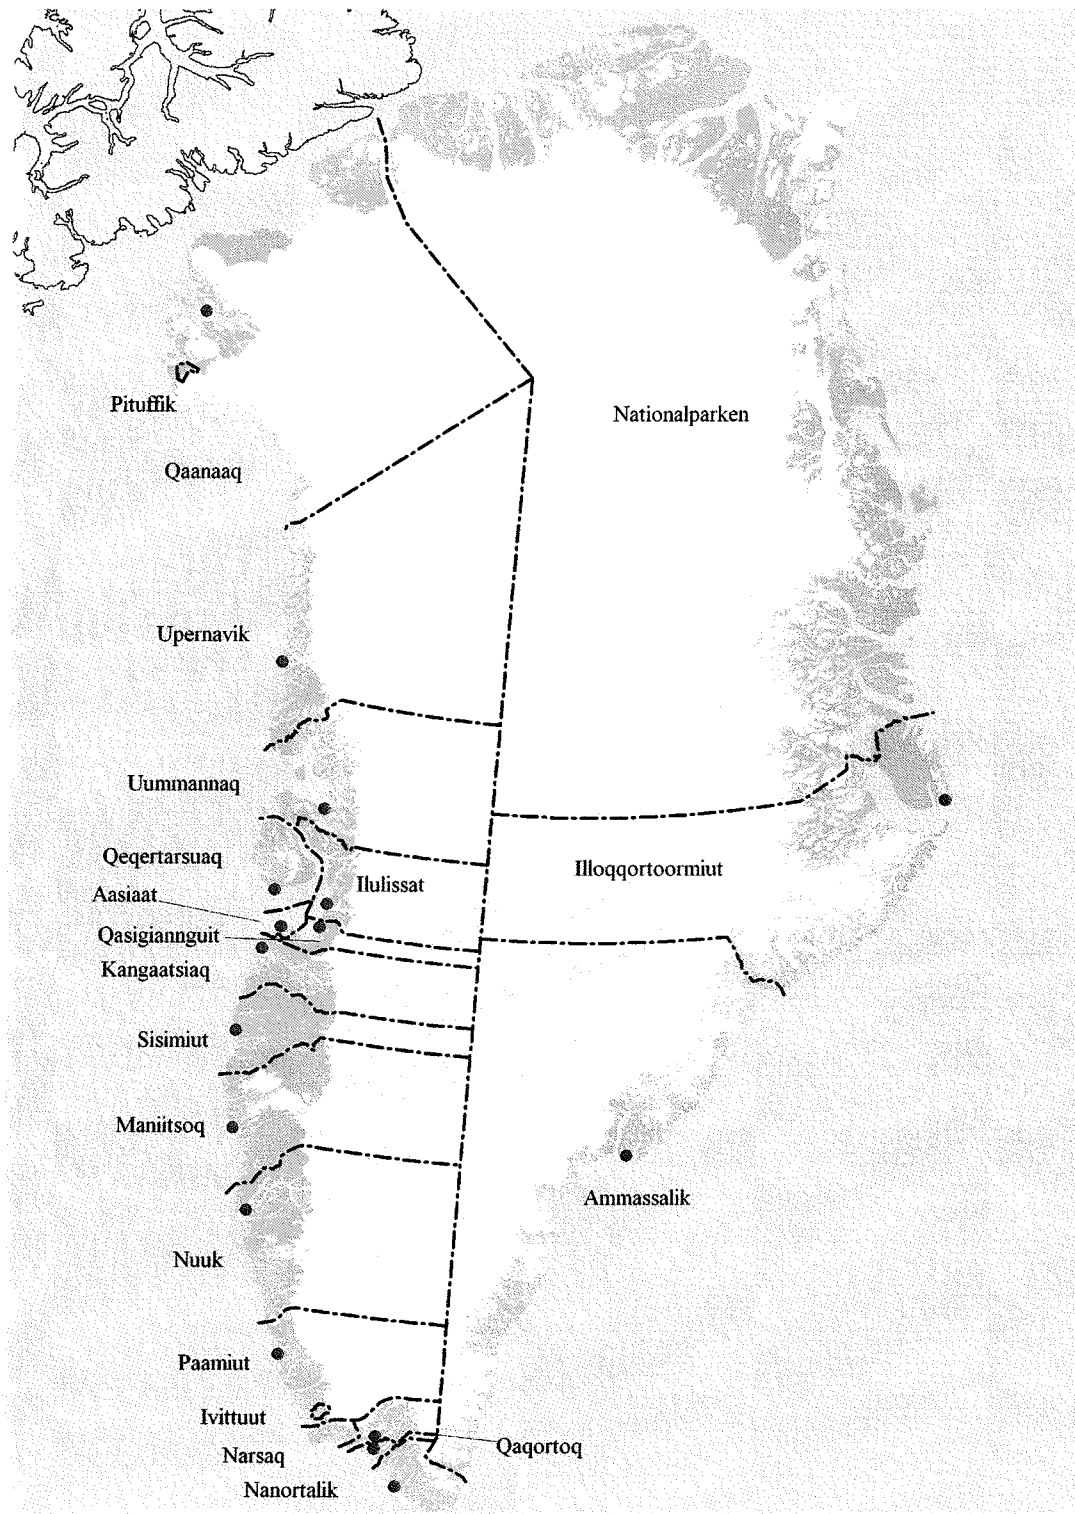 Pituffik
Nationalparken
Qaanaaq
Upernavik
Uummannaq
Qeqertarsuaq
Illoqqortoormiut
Ilulissat
Aasiaat
Qasigiannguit
Kangaatsiaq
Sisimiut
Maniitsoq
Ammassalik
Nuuk
Paamiut
Ivittuut
Qaqortoq
Narsaq
Nanortalik